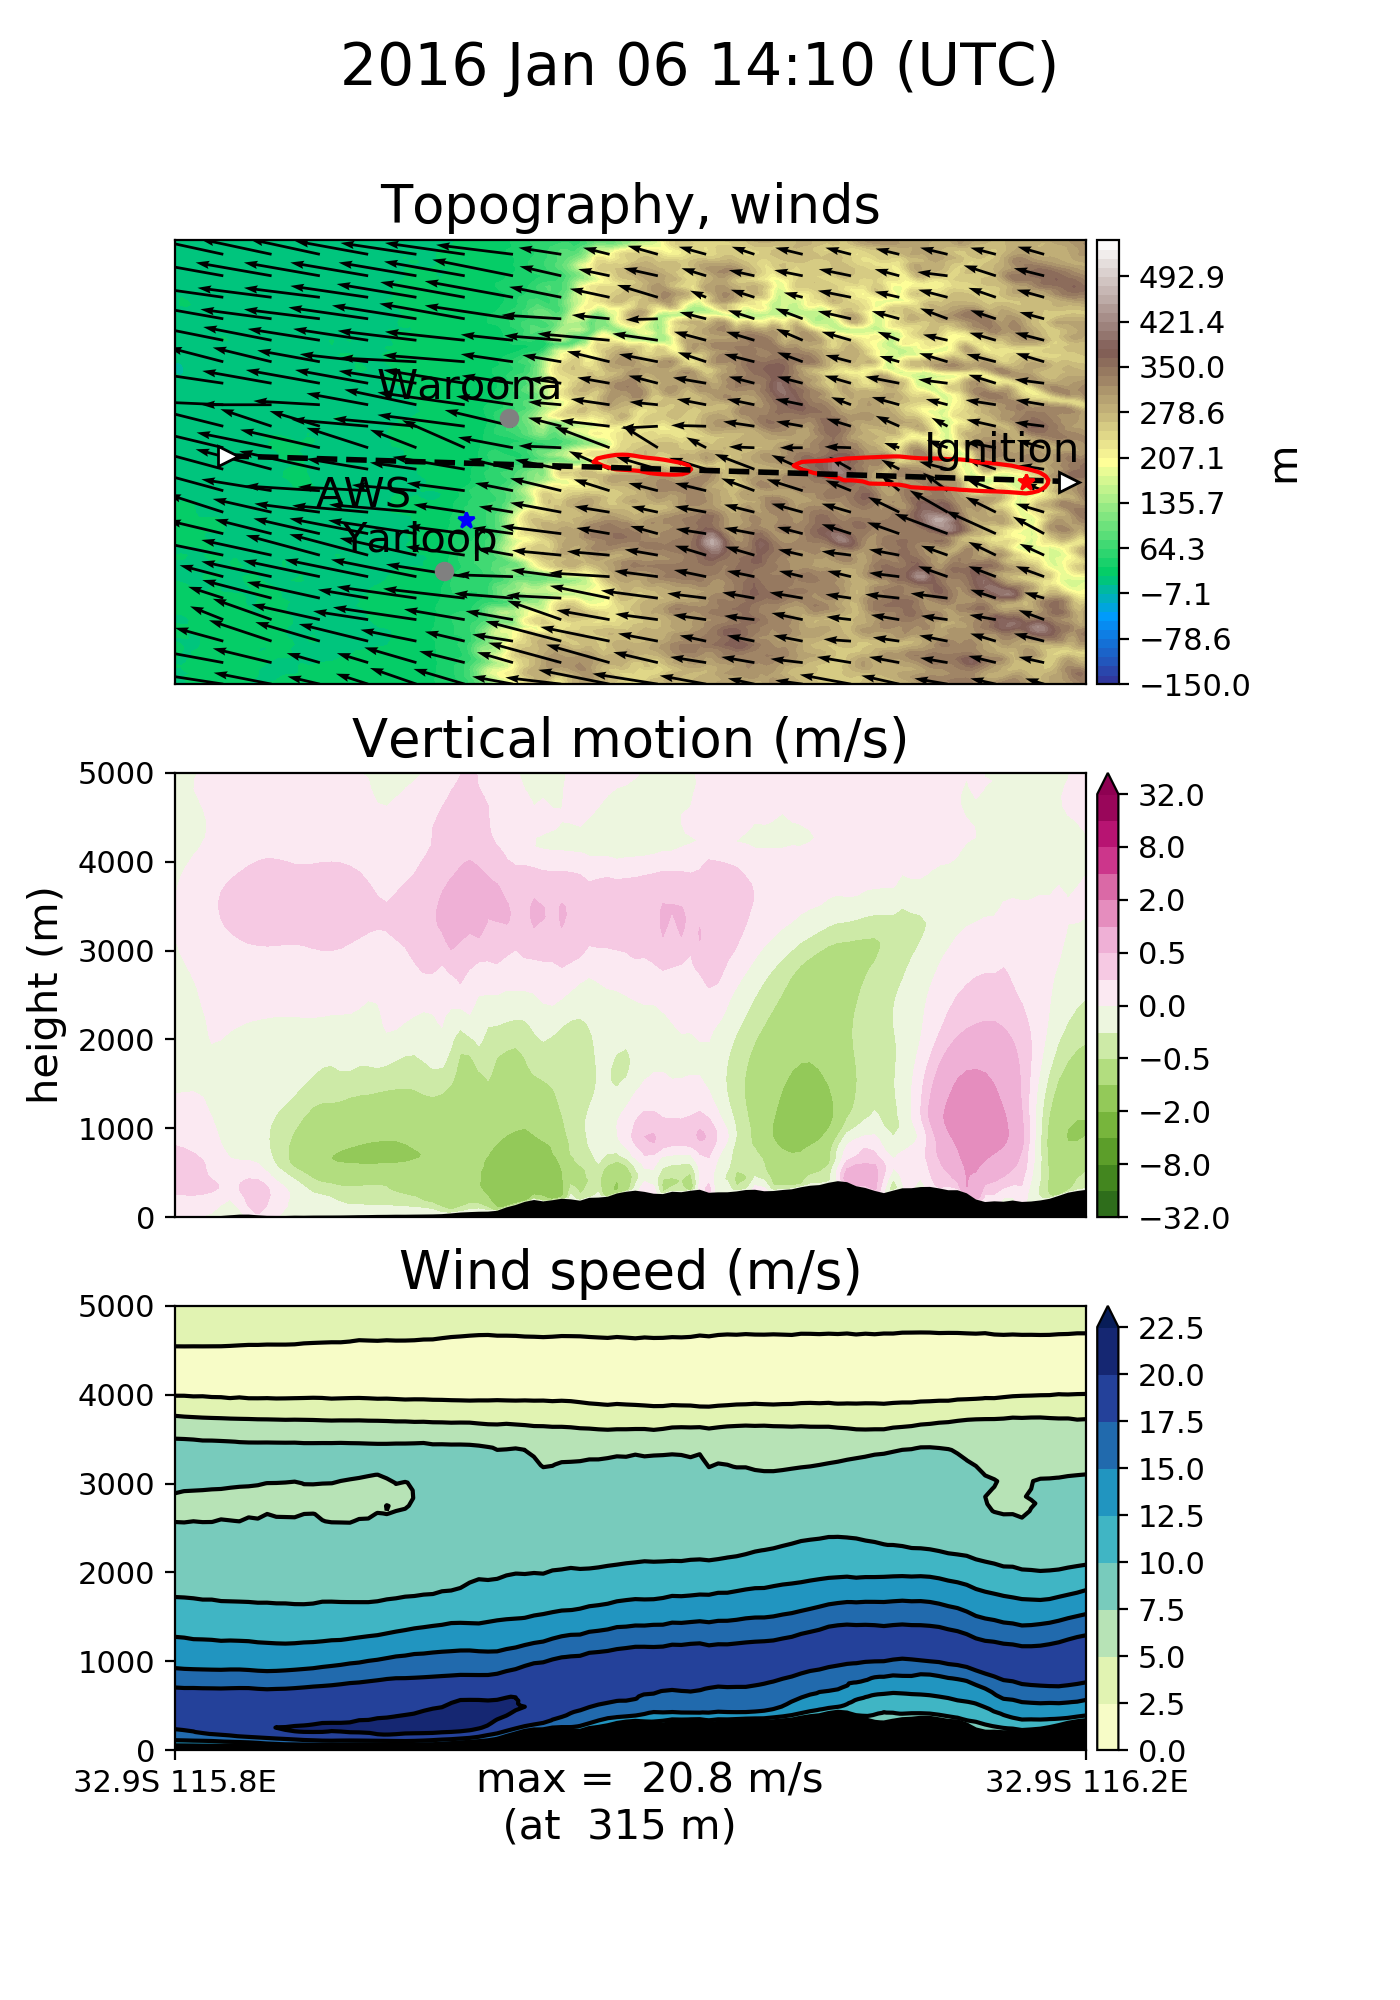 2016 Jan 06 14:10 (UTC)
Topography, winds
Waroona
Ignition
AWS
Yarloop
492.9
421.4
350.0
278.6
207.1
135.7
64.3
−7.1
−78.6
−150.0
m
Vertical motion (m/s)
5000
4000
3000
2000
1000
0
height (m)
32.0
8.0
2.0
0.5
0.0
−0.5
−2.0
−8.0
−32.0
Wind speed (m/s)
5000
4000
3000
2000
1000
0
22.5
20.0
17.5
15.0
12.5
10.0
7.5
5.0
2.5
0.0
32.9S 115.8E
32.9S 116.2E
max = 20.8 m/s
(at 315 m)